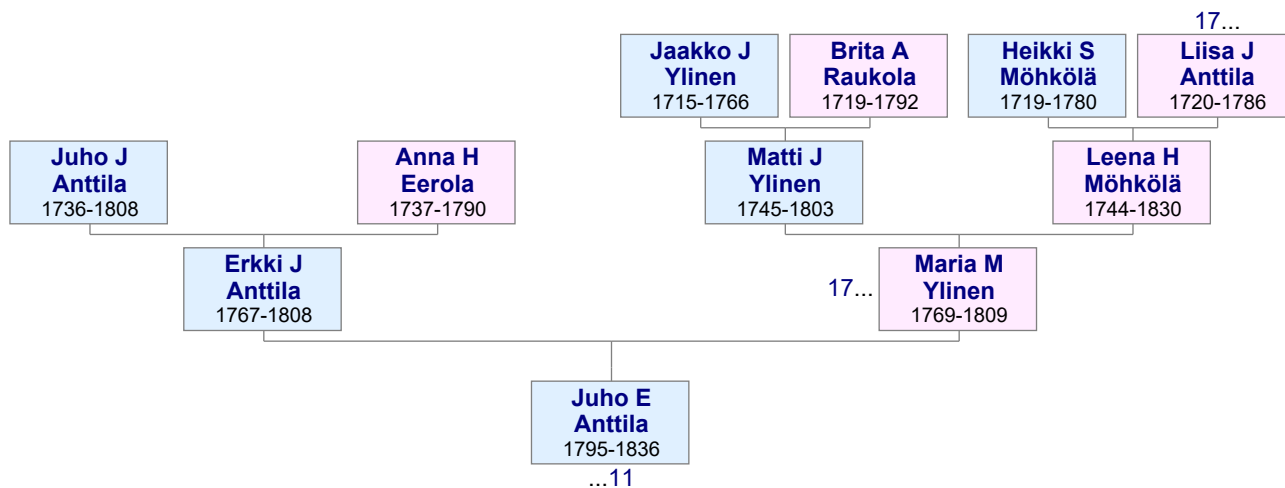 17...
Jaakko J
Ylinen
1715-1766
Brita A
Raukola
1719-1792
Heikki S
Möhkölä
1719-1780
Liisa J
Anttila
1720-1786
Juho J
Anttila
1736-1808
Anna H
Eerola
1737-1790
Matti J
Ylinen
1745-1803
Leena H
Möhkölä
1744-1830
Erkki J
Anttila
1767-1808
17...
Maria M
Ylinen
1769-1809
Juho E
Anttila
1795-1836
...11